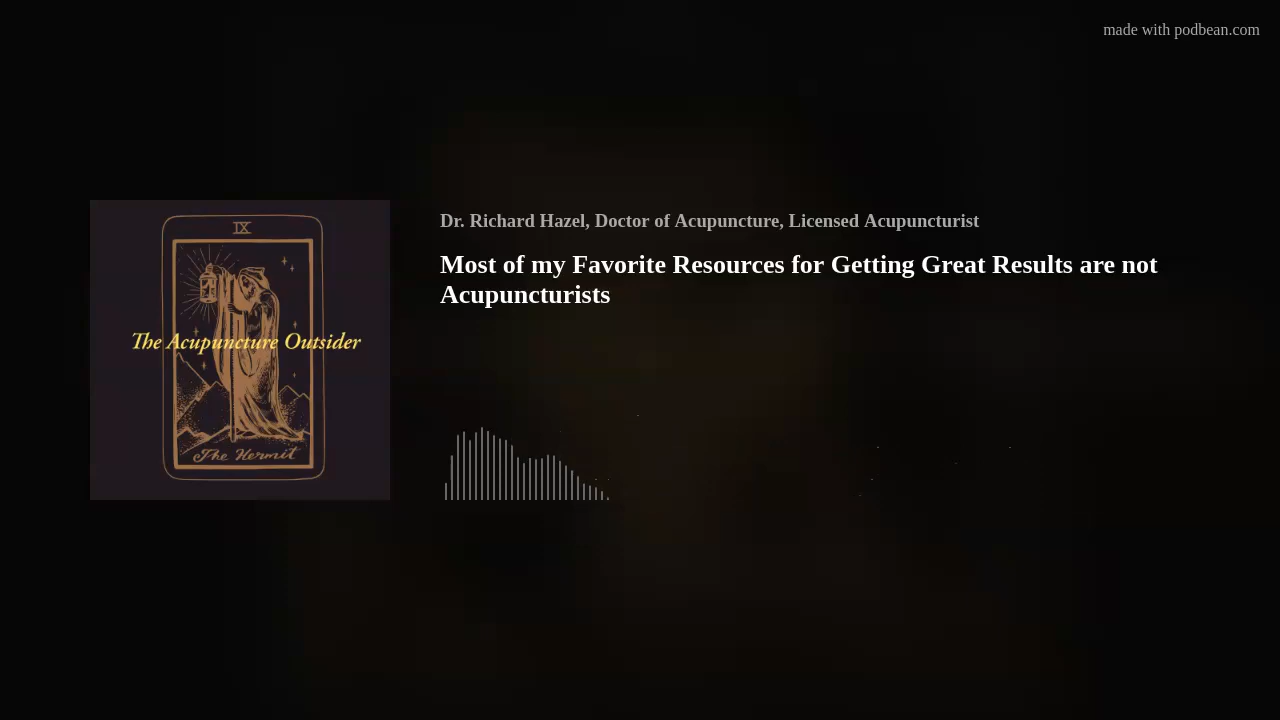 made with podbean.com
IX
The Acupuncture Outsider
The Hermit
Dr. Richard Hazel, Doctor of Acupuncture, Licensed Acupuncturist
Most of my Favorite Resources for Getting Great Results are not
Acupuncturists